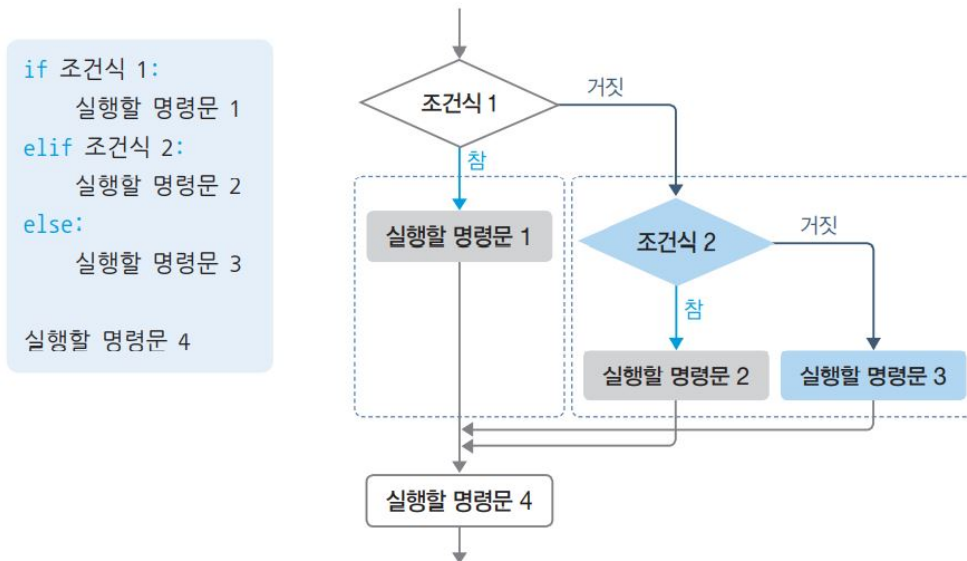 if 조건식 1:
실행할 명령문 1
elif 조건식 2:
실행할 명령문 2
else:
실행할 명령문 3
실행할 명령문 4
조건식 1
거짓
참
실행할 명령문 1
조건식 2
거짓
참
실행할 명령문 2
실행할 명령문 3
실행할 명령문 4